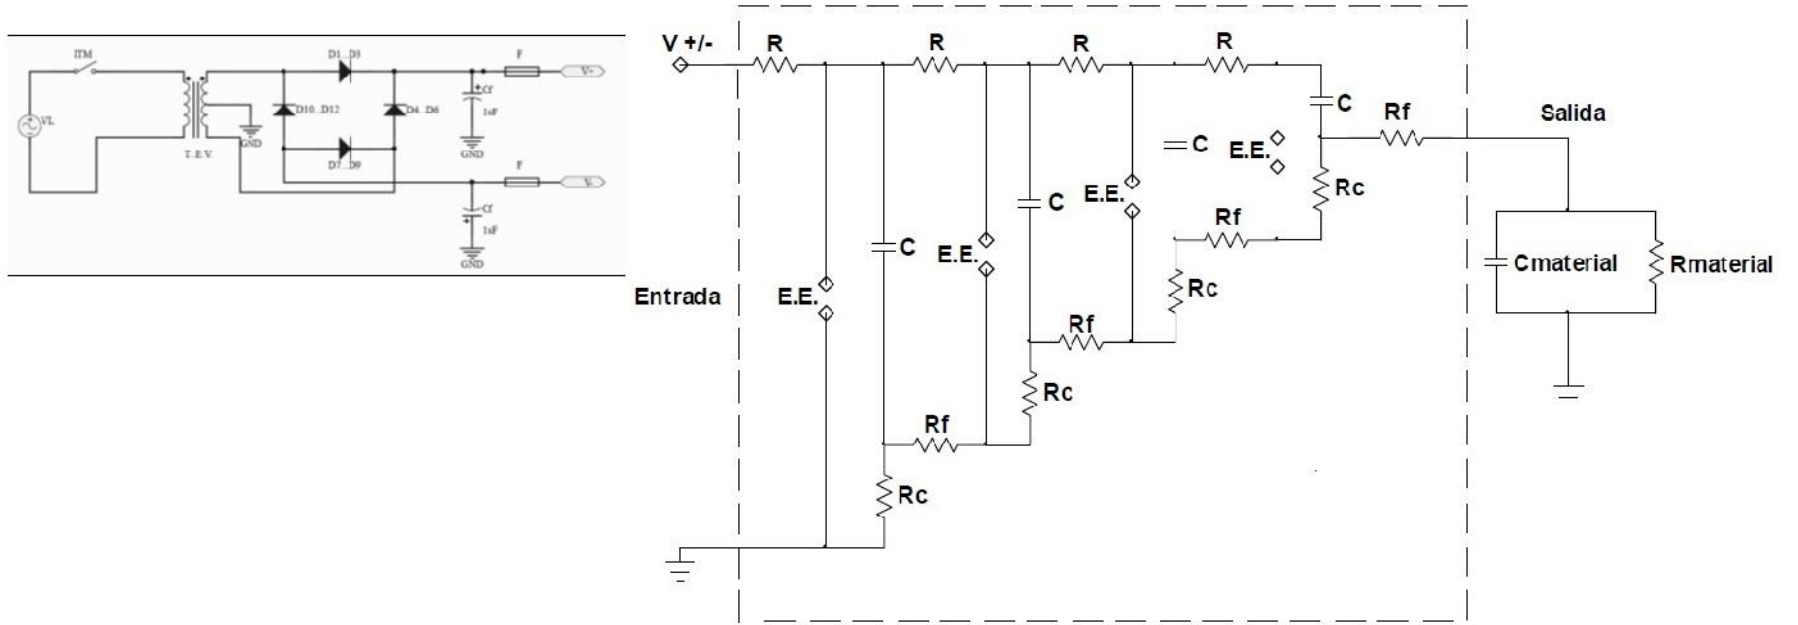 ITM
VL
T..E.V.
GND
D1...D3
D10...D12
D4...D6
D7...D9
F
V+
Cf
1uF
GND
F
V-
Cf
1uF
GND
V +/-
R
R
R
R
C
Rf
Salida
C
E.E.
Rc
C
E.E.
Rf
C
E.E.
Rc
Cmaterial
Rmaterial
Entrada
E.E.
Rf
Rc
Rf
Rc